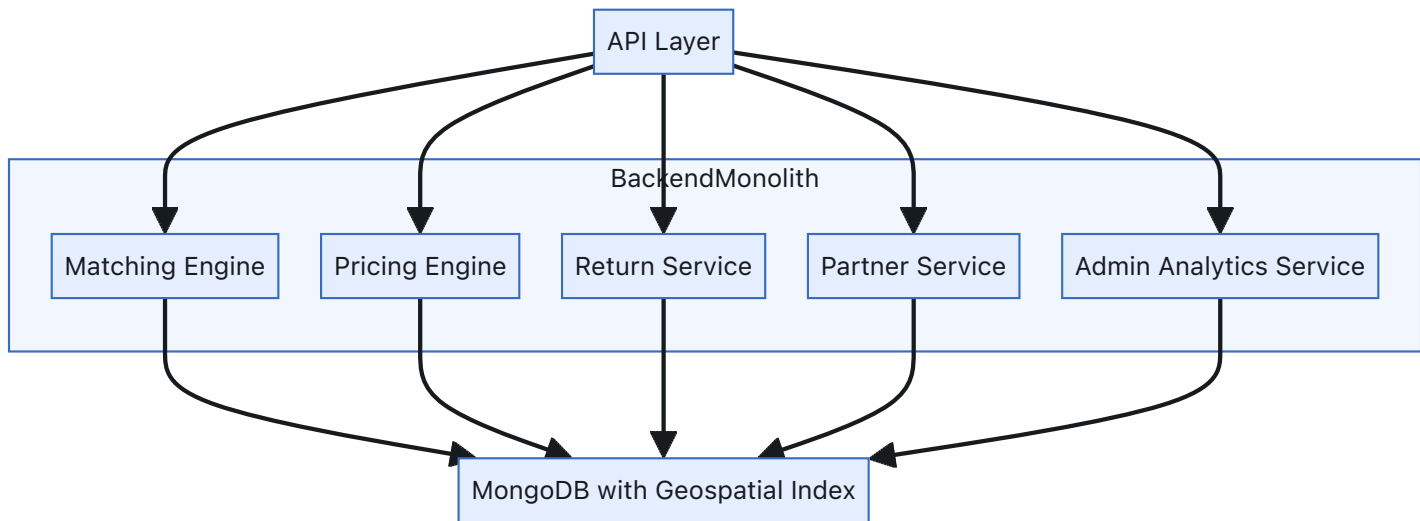 API Layer
BackendMonolith
Matching Engine
Pricing Engine
Return Service
Partner Service
Admin Analytics Service
MongoDB with Geospatial Index